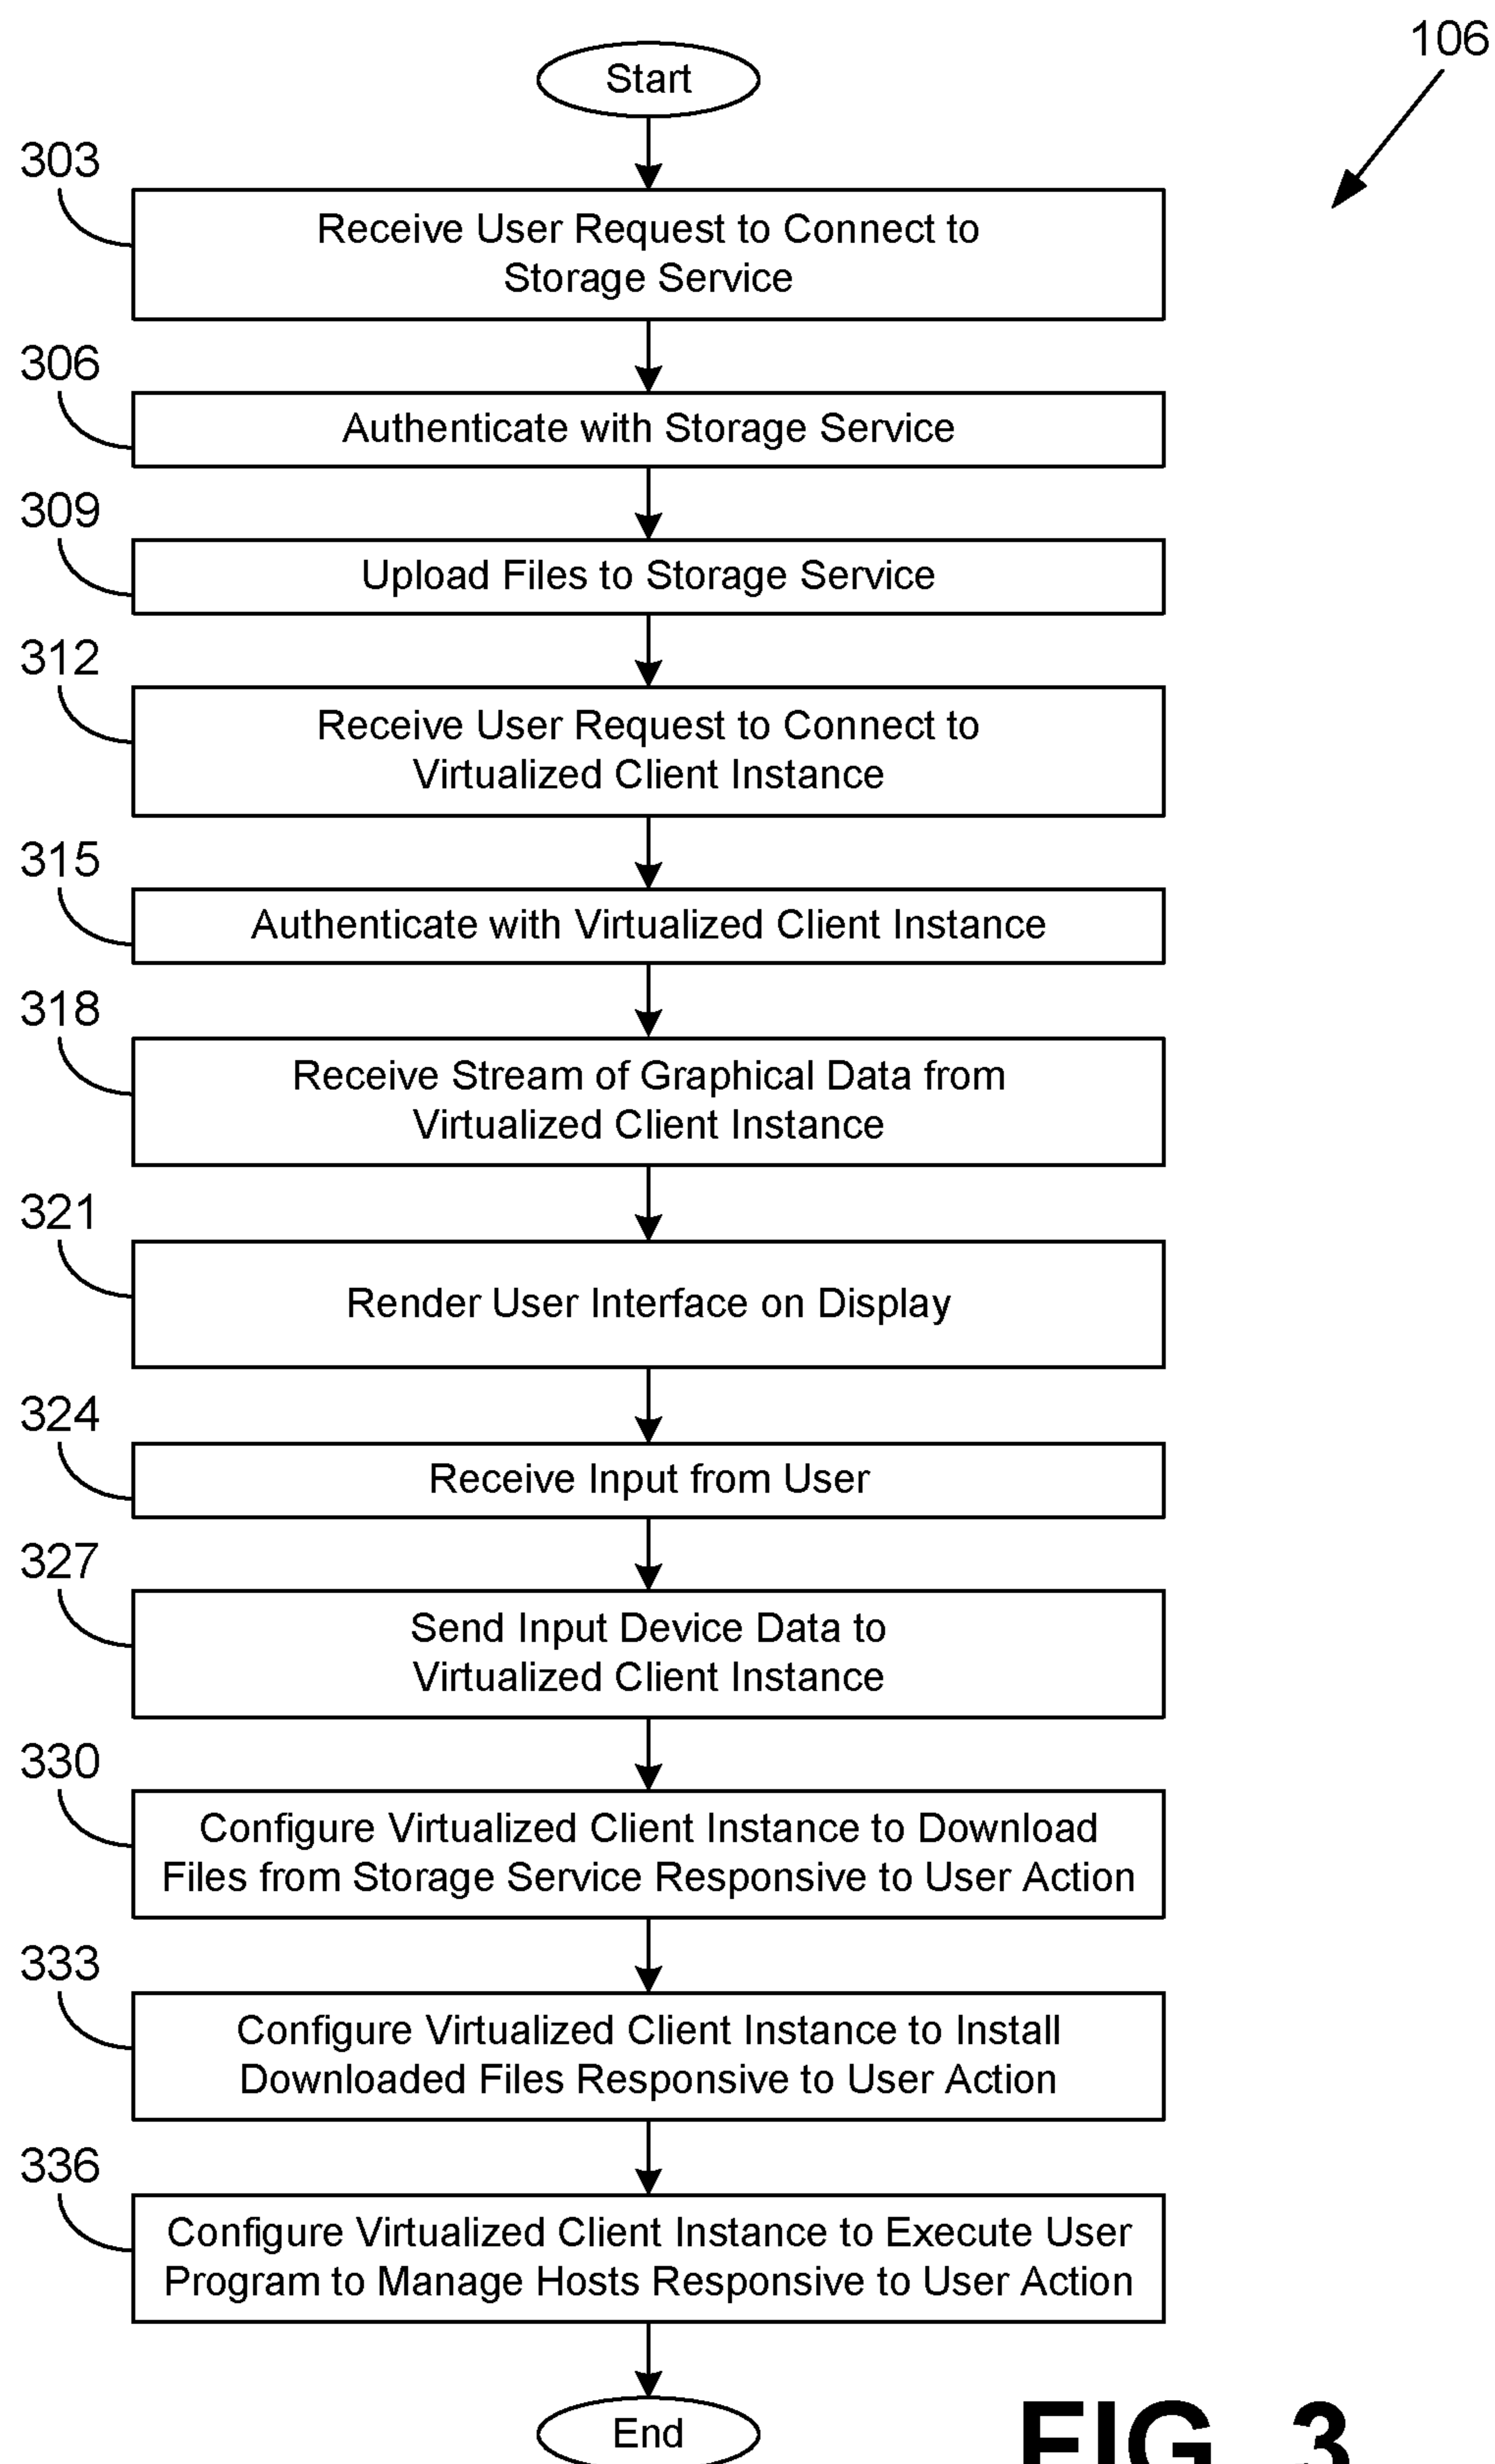 106
Start
303
Receive User Request to Connect to
Storage Service
306
Authenticate with Storage Service
309
Upload Files to Storage Service
312
Receive User Request to Connect to
Virtualized Client Instance
315
Authenticate with Virtualized Client Instance
318
Receive Stream of Graphical Data from
Virtualized Client Instance
321
Render User Interface on Display
324
Receive Input from User
327
Send Input Device Data to
Virtualized Client Instance
330
Configure Virtualized Client Instance to Download
Files from Storage Service Responsive to User Action
333
Configure Virtualized Client Instance to Install
Downloaded Files Responsive to User Action
336
Configure Virtualized Client Instance to Execute User
Program to Manage Hosts Responsive to User Action
End
FIG. 3